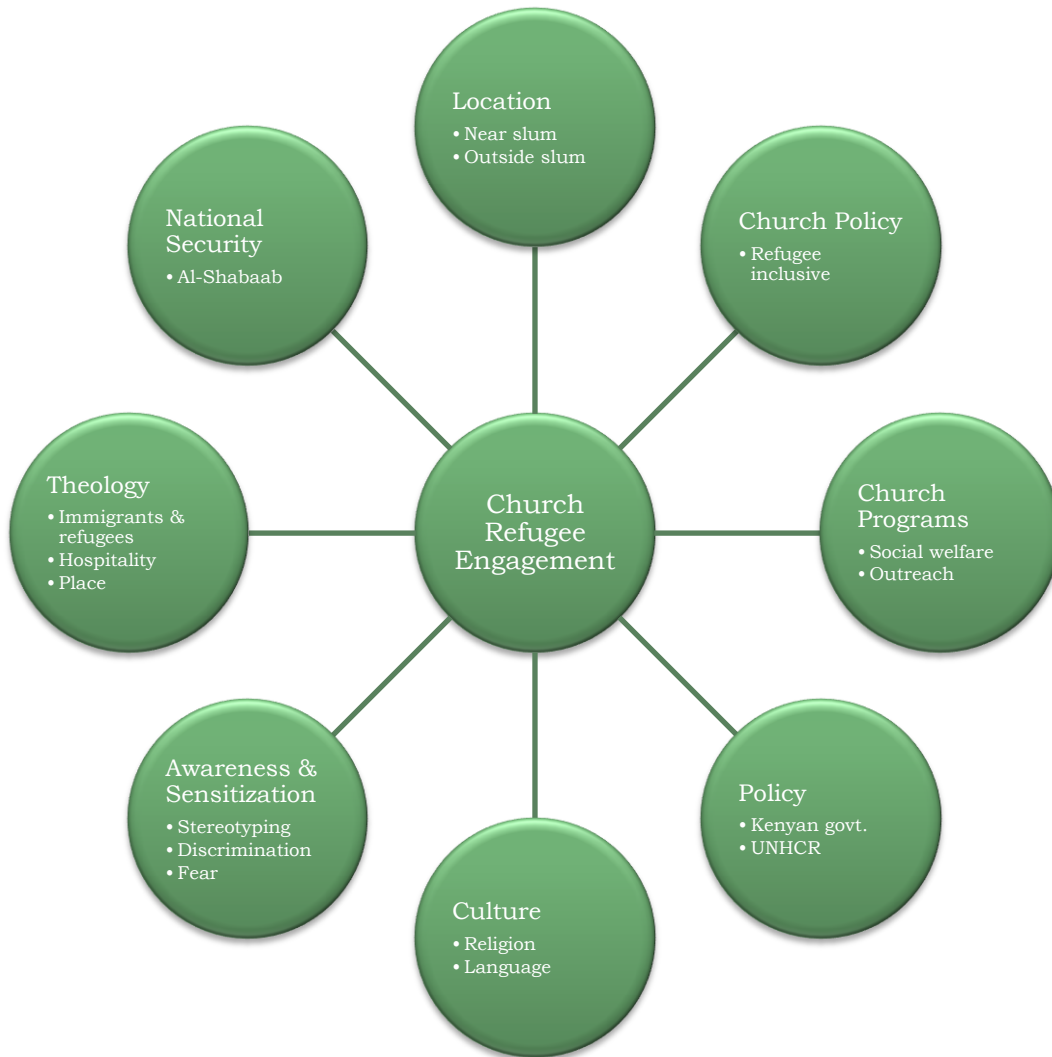 Location
• Near slum
• Outside slum
Church Policy
• Refugee
inclusive
Church
Programs
• Social welfare
• Outreach
Policy
• Kenyan govt.
• UNHCR
Culture
• Religion
• Language
Awareness &
Sensitization
• Stereotyping
• Discrimination
• Fear
Theology
• Immigrants &
refugees
• Hospitality
• Place
National
Security
• Al-Shabaab
Church
Refugee
Engagement